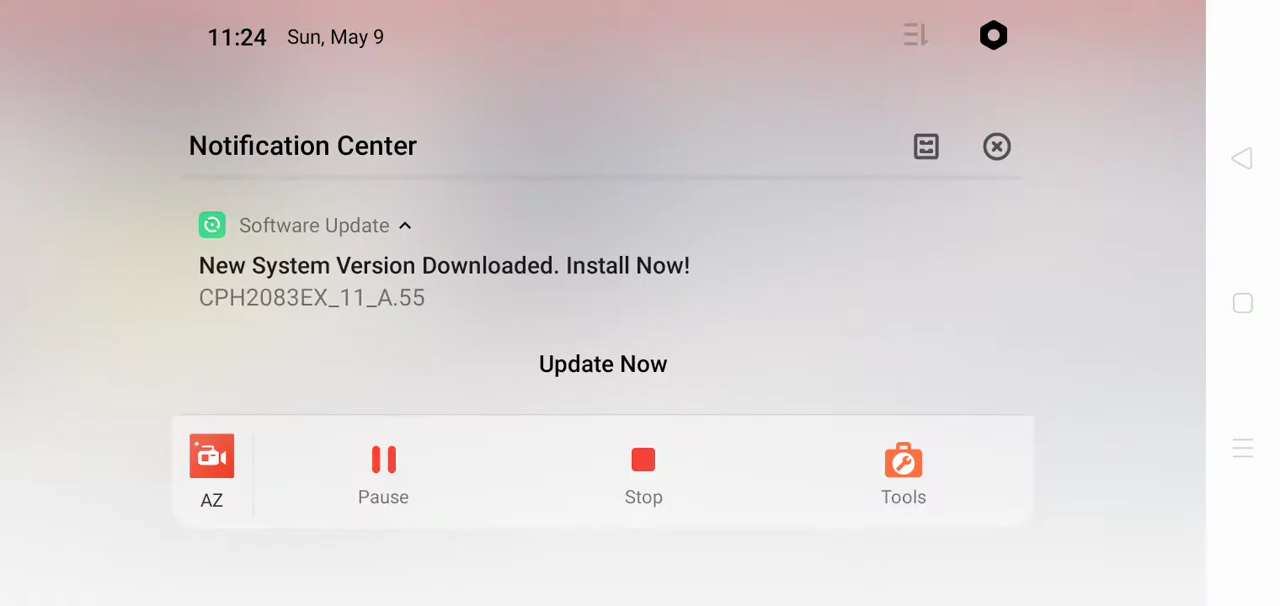 11:24 Sun, May 9
Notification Center
Software Update
New System Version Downloaded. Install Now!
CPH2083EX_11_A.55
Update Now
AZ Pause Stop Tools